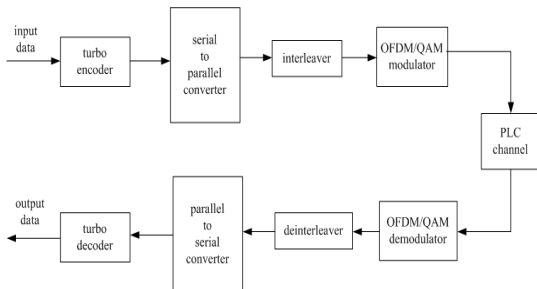 input
data
turbo
encoder
serial
to
parallel
converter
interleaver
OFDM/QAM
modulator
PLC
channel
output
data
turbo
decoder
parallel
to
serial
converter
deinterleaver
OFDM/QAM
demodulator